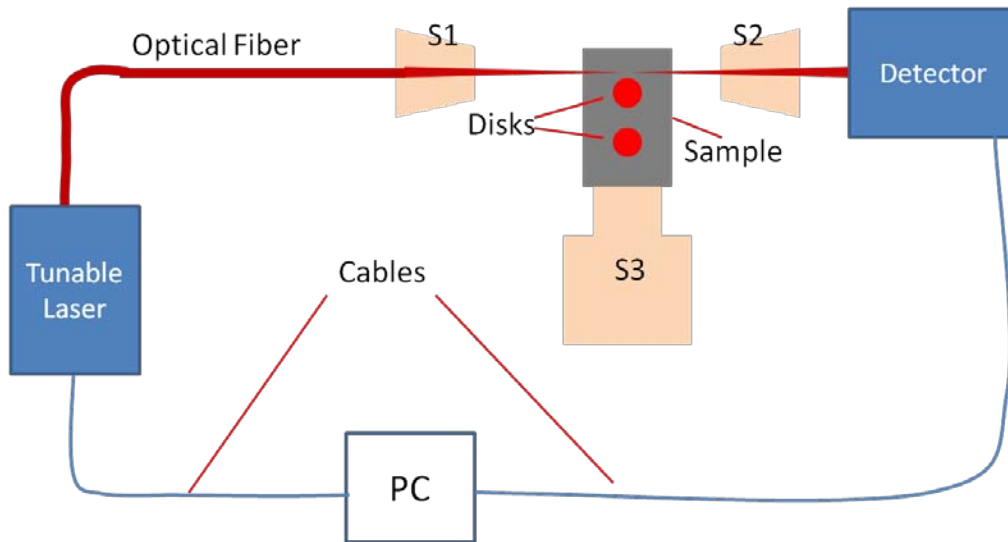 Optical Fiber
S1
S2
Detector
Disks
Sample
Tunable
Laser
Cables
S3
PC